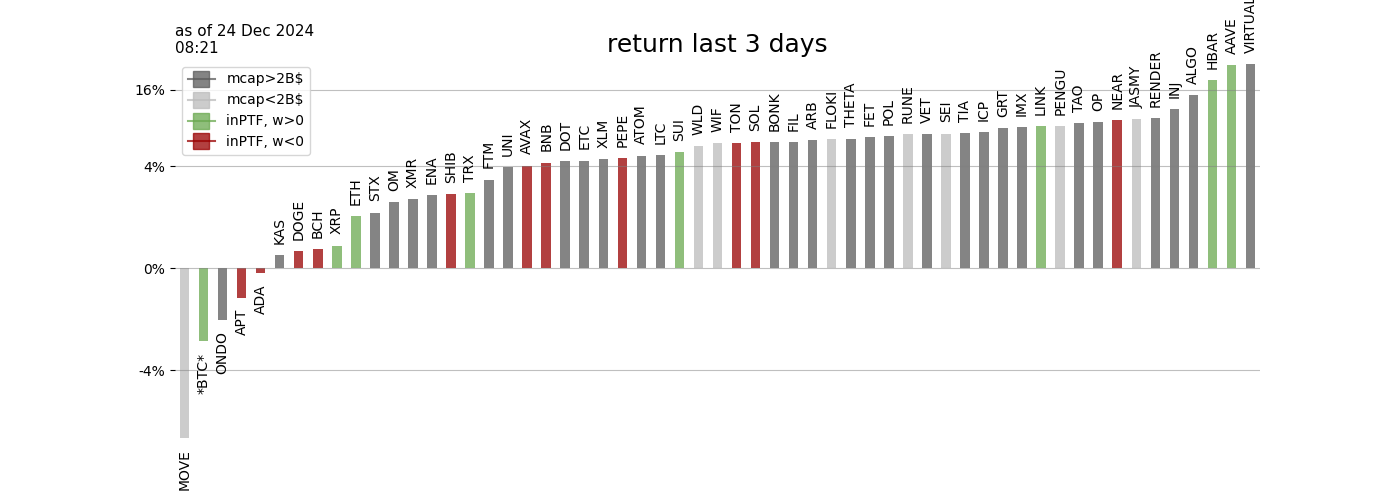 as of 24 Dec 2024
08:21
return last 3 days
mcap>2B$
mcap<2B$
inPTF, w>0
inPTF, w<0
16%
4%
0%
-4%
MOVE
*BTC*
ONDO
APT
ADA
KAS
DOGE
BCH
XRP
ETH
STX
OM
XMR
ENA
SHIB
TRX
FTM
UNI
AVAX
BNB
DOT
ETC
XLM
PEPE
ATOM
LTC
SUI
WLD
WIF
TON
SOL
BONK
FIL
ARB
FLOKI
THETA
FET
POL
RUNE
VET
SEI
TIA
ICP
GRT
IMX
LINK
PENGU
TAO
OP
NEAR
JASMY
RENDER
INJ
ALGO
HBAR
AAVE
VIRTUAL